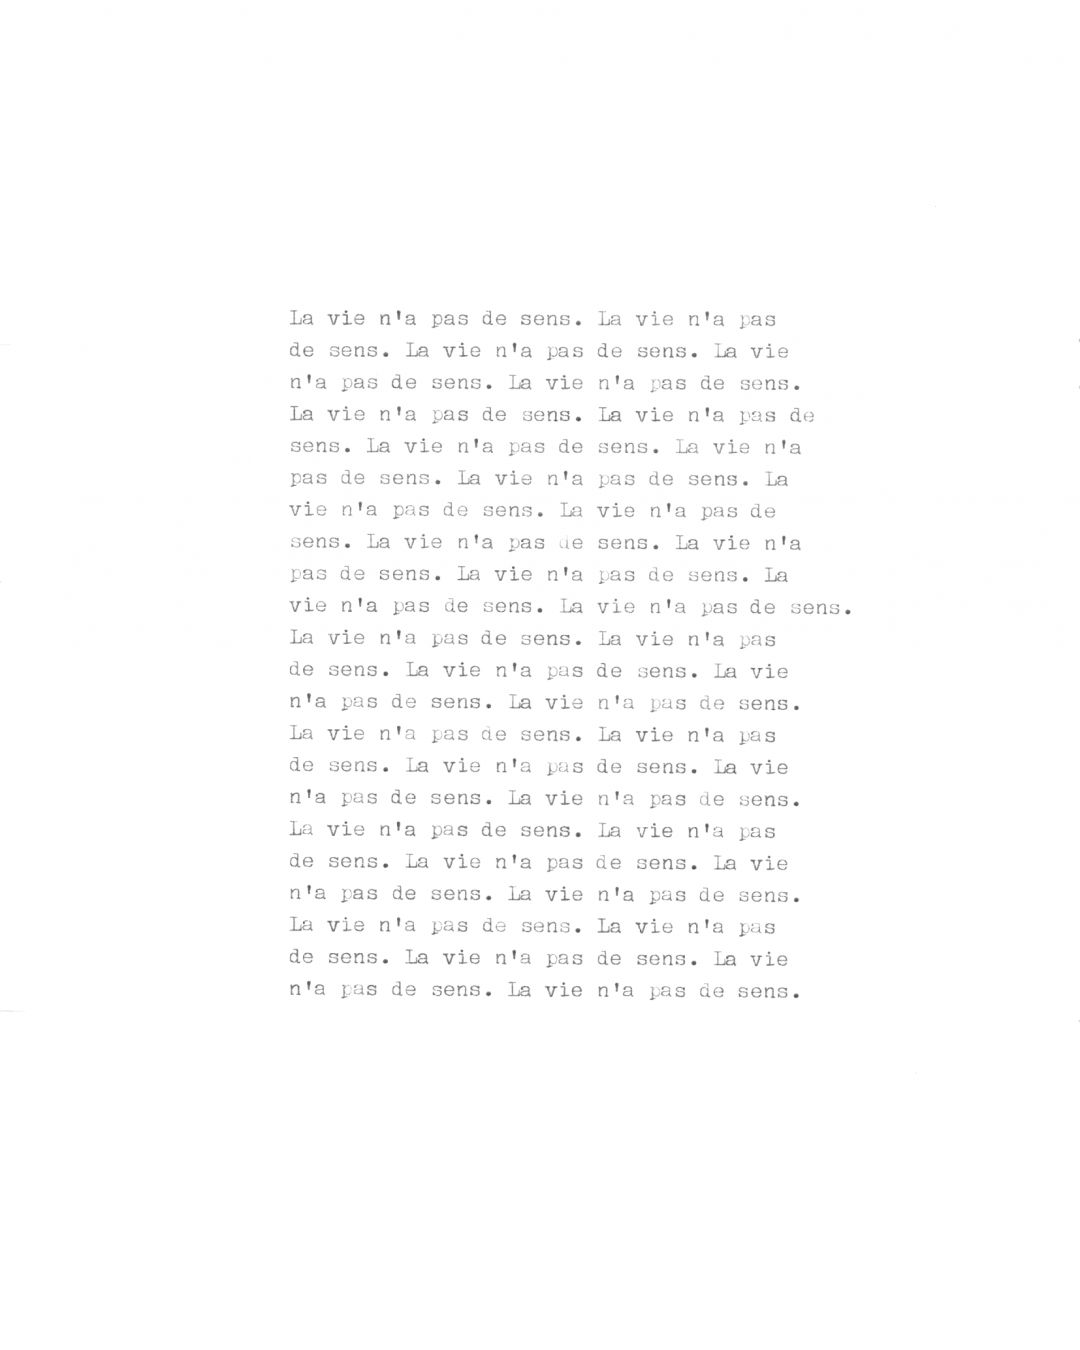 La vie n'a pas de sens. La vie n'a pas
de sens. La vie n'a pas de sens. La vie
n'a pas de sens. La vie n'a pas de sens.
La vie n'a pas de sens. La vie n'a pas de
sens. La vie n'a pas de sens. La vie n'a
pas de sens. La vie n'a pas de sens. La
vie n'a pas de sens. La vie n'a pas de
sens. La vie n'a pas de sens. La vie n'a
pas de sens. La vie n'a pas de sens. La
vie n'a pas de sens. La vie n'a pas de sens.
La vie n'a pas de sens. La vie n'a pas
de sens. La vie n'a pas de sens. La vie
n'a pas de sens. La vie n'a pas de sens.
La vie n'a pas de sens. La vie n'a pas
de sens. La vie n'a pas de sens. La vie
n'a pas de sens. La vie n'a pas de sens.
La vie n'a pas de sens. La vie n'a pas
de sens. La vie n'a pas de sens. La vie
n'a pas de sens. La vie n'a pas de sens.
La vie n'a pas de sens. La vie n'a pas
de sens. La vie n'a pas de sens. La vie
n'a pas de sens. La vie n'a pas de sens.